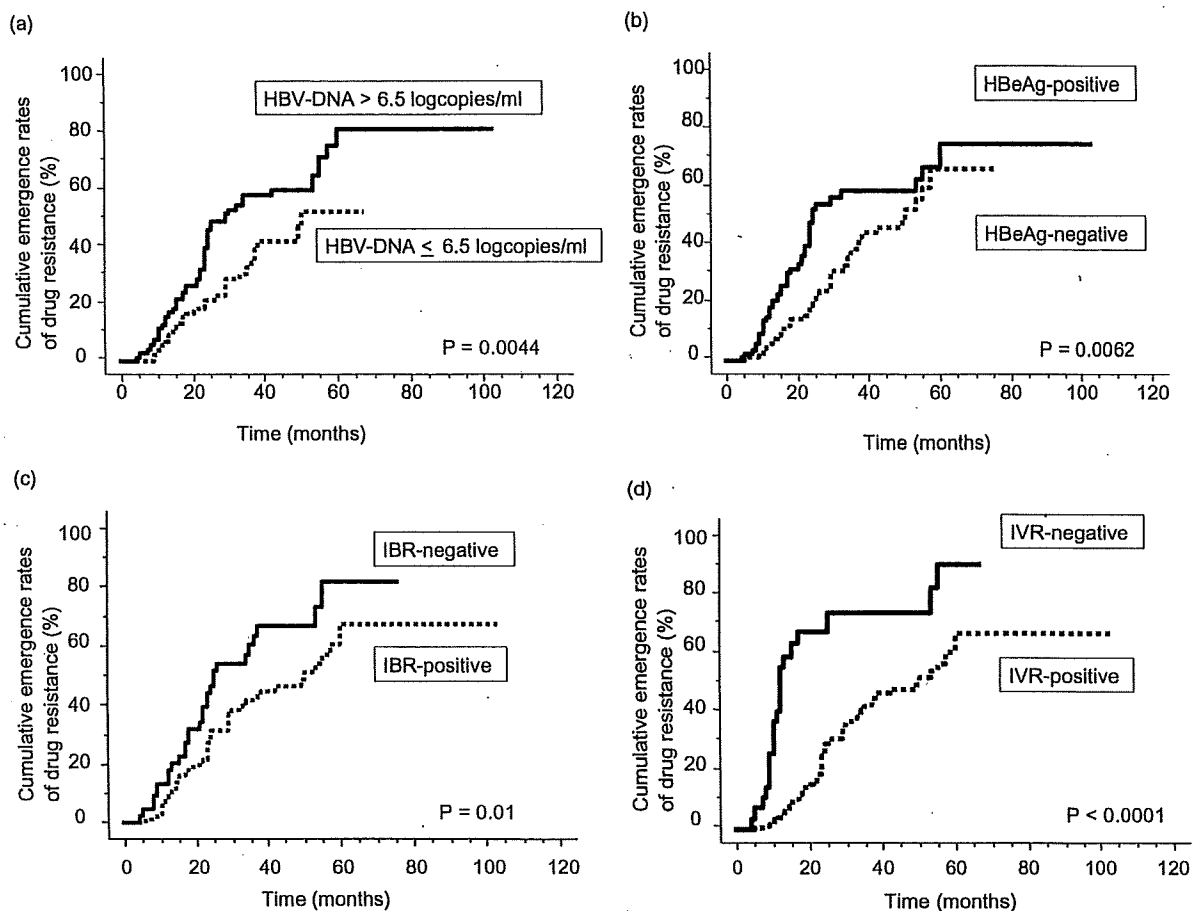 (a)
Cumulative emergence rates
of drug resistance (%)
100
80
60
40
20
0
HBV-DNA > 6.5 logcopies/ml
HBV-DNA ≤ 6.5 logcopies/ml
P = 0.0044
0 20 40 60 80 100 120
Time (months)
(b)
Cumulative emergence rates
of drug resistance (%)
100
80
60
40
20
0
HBeAg-positive
HBeAg-negative
P = 0.0062
0 20 40 60 80 100 120
Time (months)
(c)
Cumulative emergence rates
of drug resistance (%)
100
80
60
40
20
0
IBR-negative
IBR-positive
P = 0.01
0 20 40 60 80 100 120
Time (months)
(d)
Cumulative emergence rates
of drug resistance (%)
100
80
60
40
20
0
IVR-negative
IVR-positive
P < 0.0001
0 20 40 60 80 100 120
Time (months)